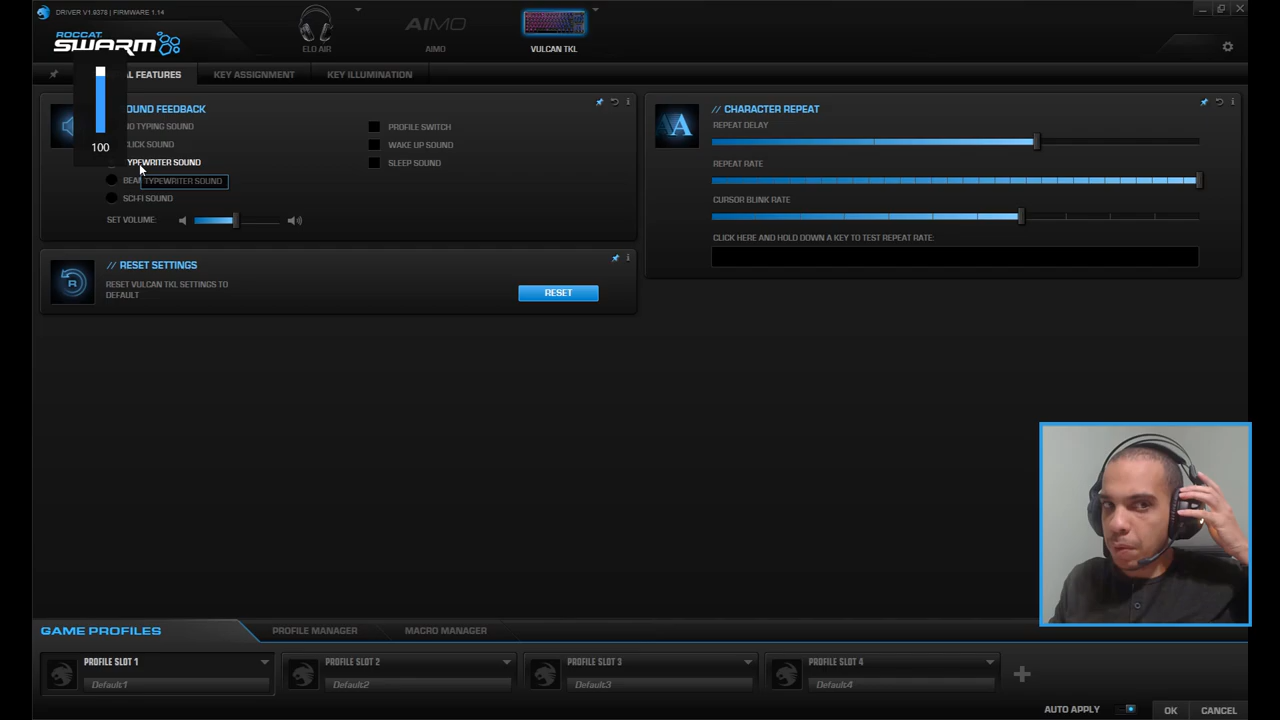 DRIVER V1.9378 | FIRMWARE 1.14
ROCCAT
SWARM
ELO AIR
AIMO
AIMO
VULCAN TKL
AL FEATURES
KEY ASSIGNMENT
KEY ILLUMINATION
100
OUND FEEDBACK
O TYPING SOUND
CLICK SOUND
YPEWRITER SOUND
BEA
TYPEWRITER SOUND
SCI-FI SOUND
SET VOLUME:
PROFILE SWITCH
WAKE UP SOUND
SLEEP SOUND
// RESET SETTINGS
RESET VULCAN TKL SETTINGS TO
DEFAULT
RESET
// CHARACTER REPEAT
REPEAT DELAY
REPEAT RATE
CURSOR BLINK RATE
CLICK HERE AND HOLD DOWN A KEY TO TEST REPEAT RATE:
GAME PROFILES
PROFILE MANAGER
MACRO MANAGER
PROFILE SLOT 1
Default1
PROFILE SLOT 2
Default2
PROFILE SLOT 3
Default3
PROFILE SLOT 4
Default4
AUTO APPLY
OK
CANCEL